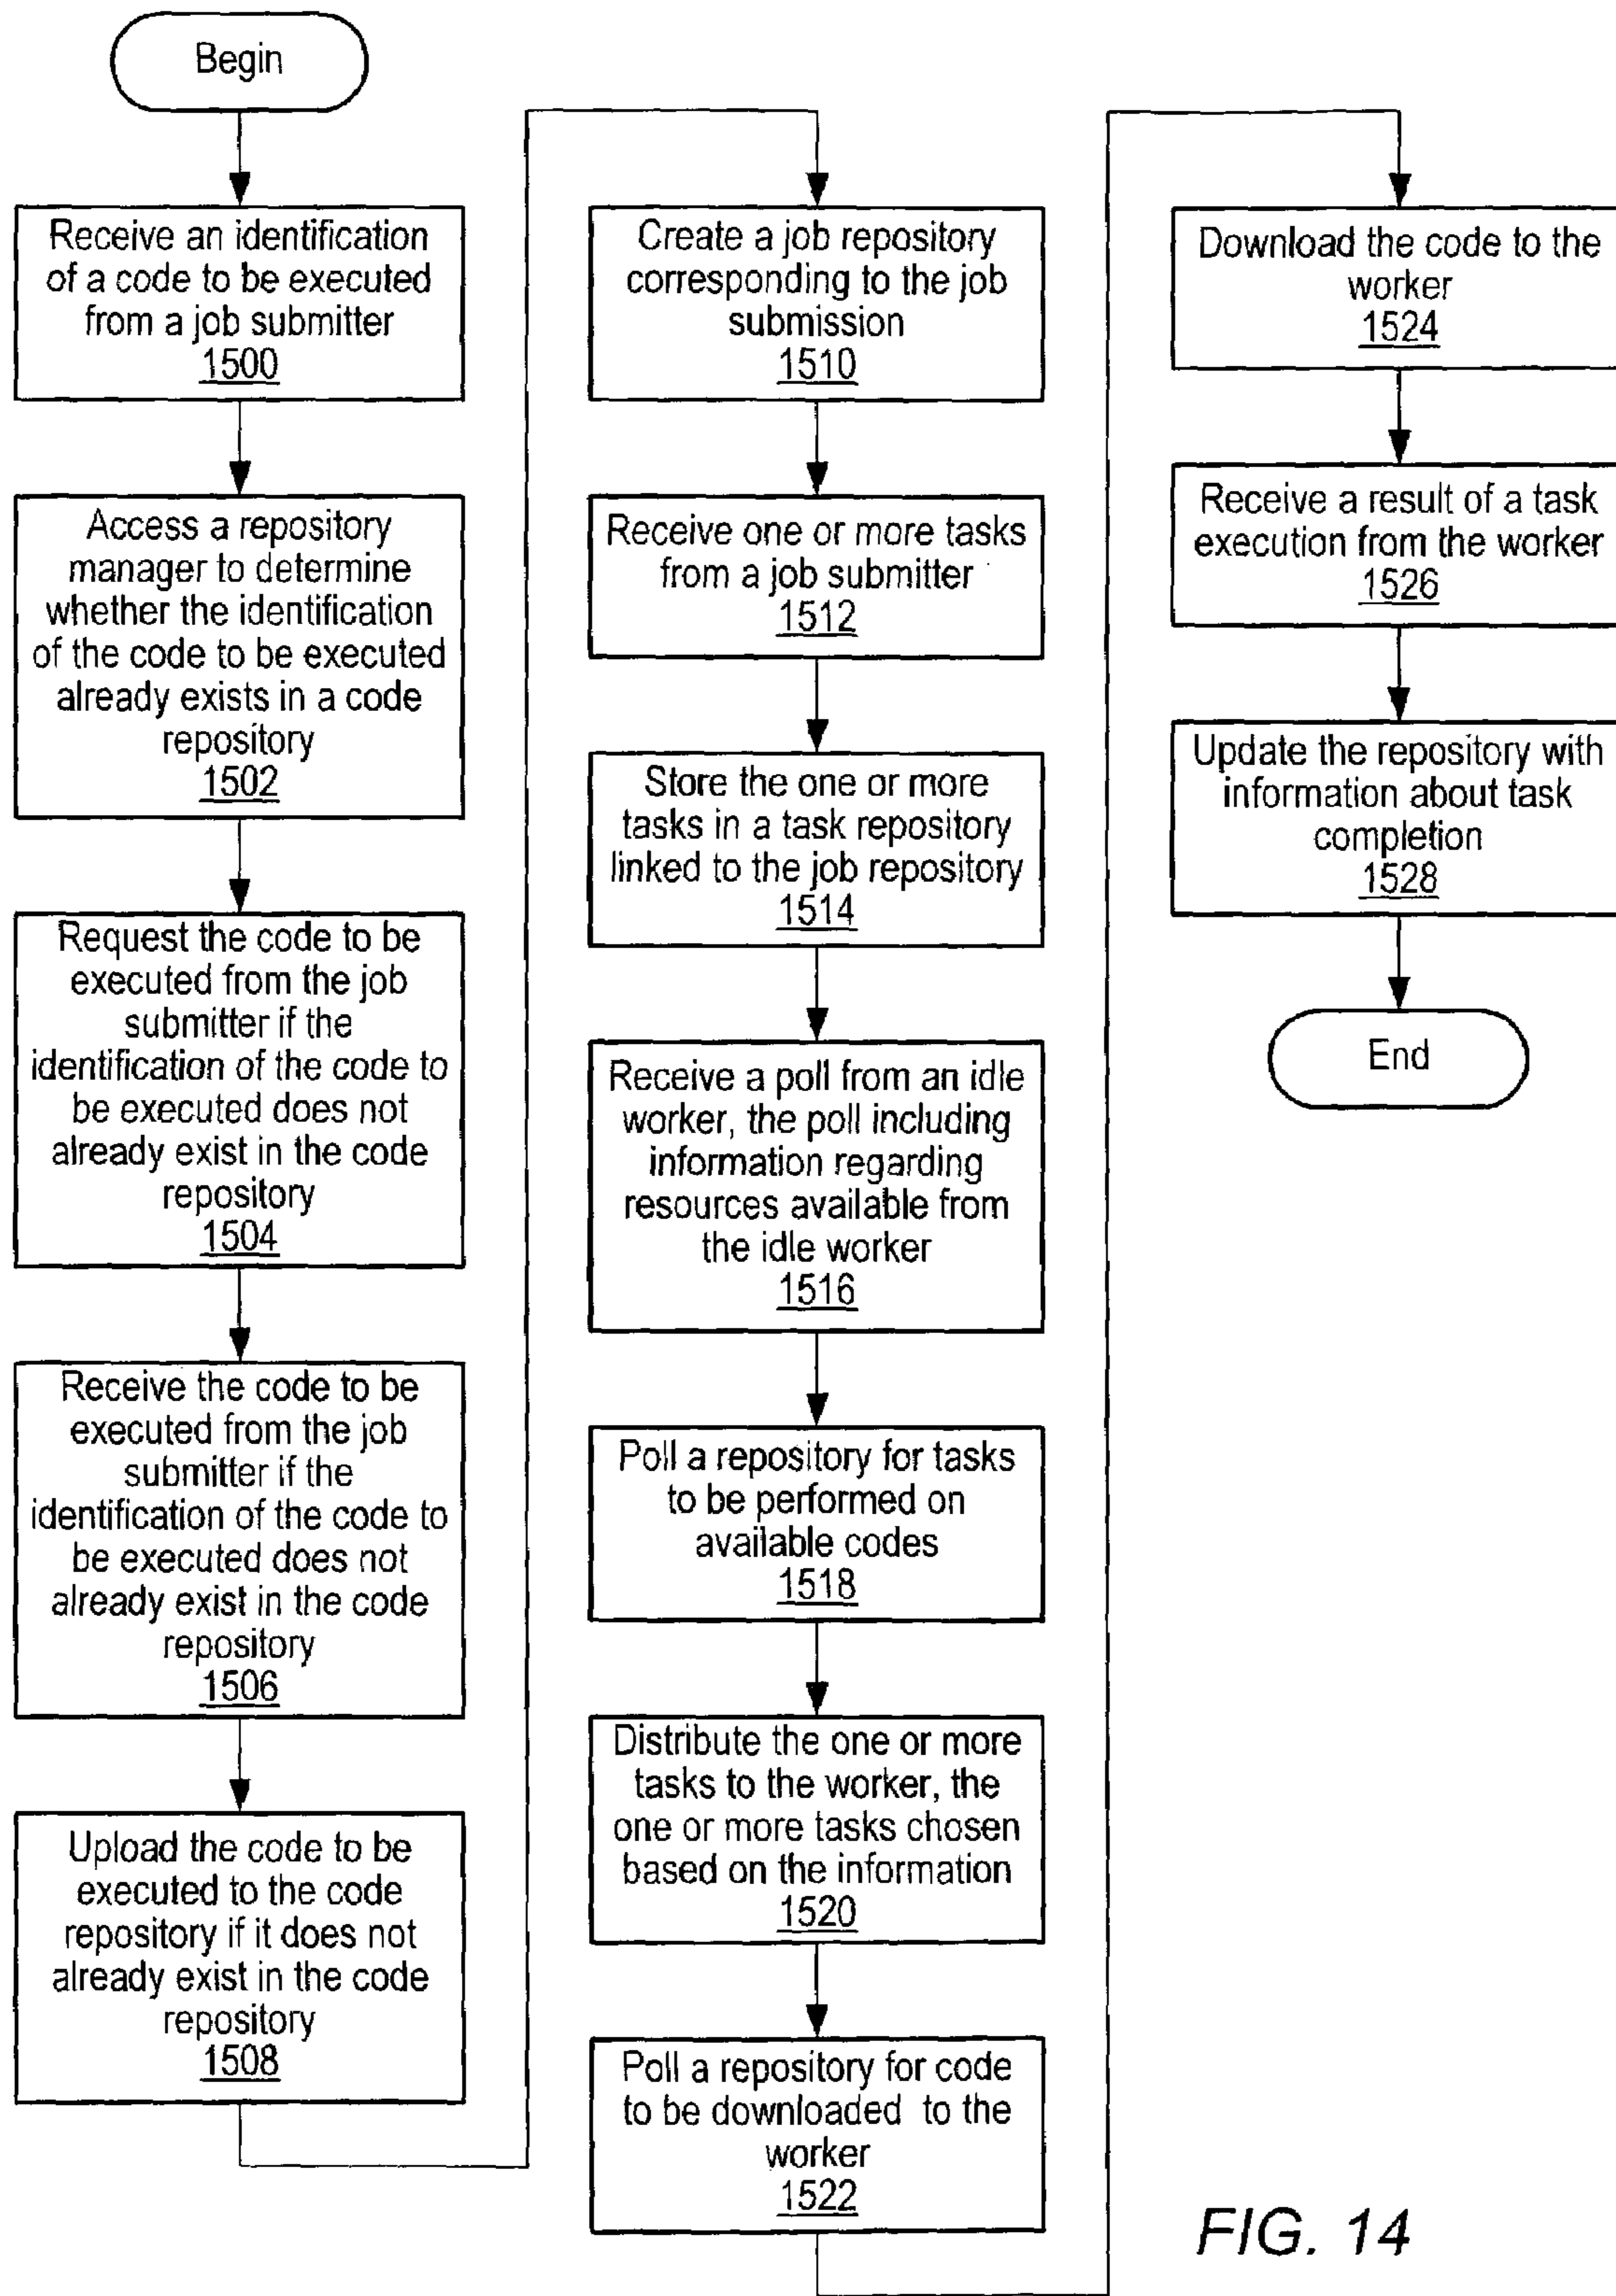 Begin
Receive an identification
of a code to be executed
from a job submitter
1500
Access a repository
manager to determine
whether the identification
of the code to be executed
already exists in a code
repository
1502
Request the code to be
executed from the job
submitter if the
identification of the code to
be executed does not
already exist in the code
repository
1504
Receive the code to be
executed from the job
submitter if the
identification of the code to
be executed does not
already exist in the code
repository
1506
Upload the code to be
executed to the code
repository if it does not
already exist in the code
repository
1508
Create a job repository
corresponding to the job
submission
1510
Receive one or more tasks
from a job submitter
1512
Store the one or more
tasks in a task repository
linked to the job repository
1514
Receive a poll from an idle
worker, the poll including
information regarding
resources available from
the idle worker
1516
Poll a repository for tasks
to be performed on
available codes
1518
Distribute the one or more
tasks to the worker, the
one or more tasks chosen
based on the information
1520
Poll a repository for code
to be downloaded to the
worker
1522
Download the code to the
worker
1524
Receive a result of a task
execution from the worker
1526
Update the repository with
information about task
completion
1528
End
FIG. 14